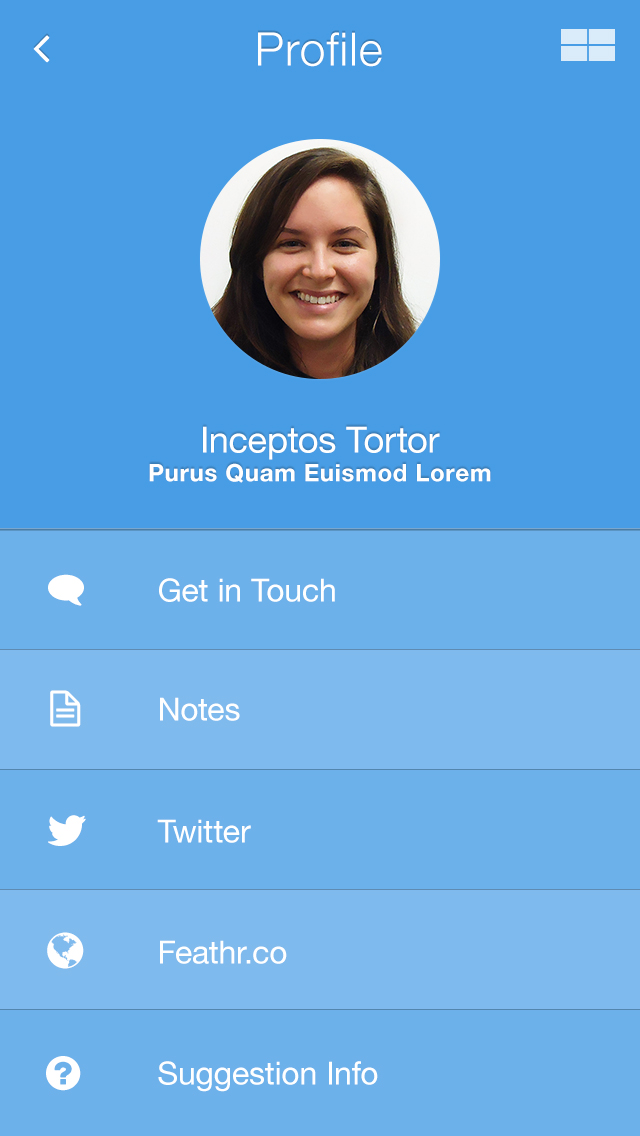 Profile
Inceptos Tortor
Purus Quam Euismod Lorem
Get in Touch
Notes
Twitter
Feathr.co
Suggestion Info